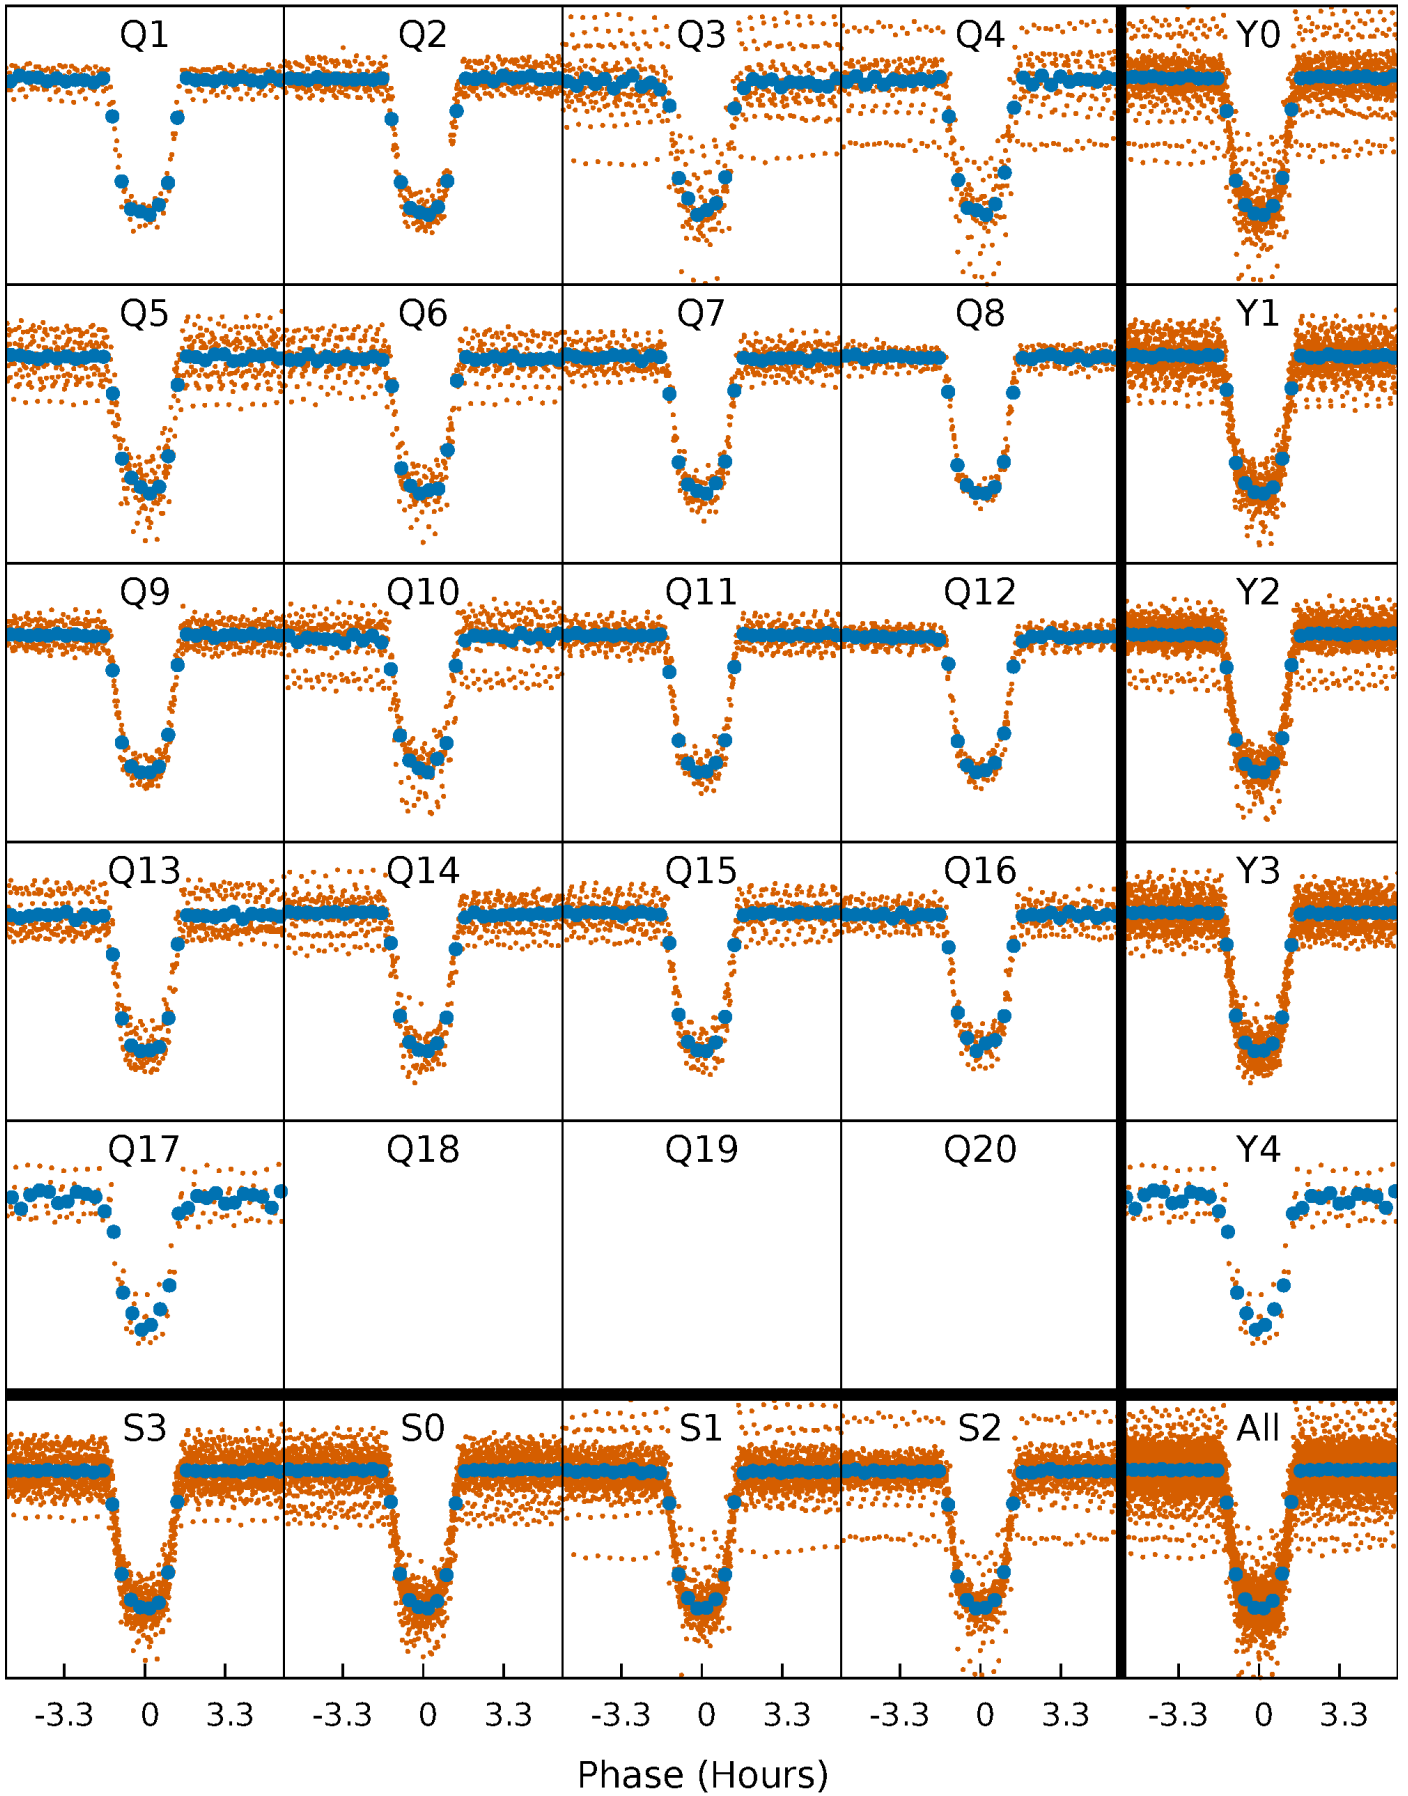 Q1 Q2 Q3 Q4 Y0
Q5 Q6 Q7 Q8 Y1
Q9 Q10 Q11 Q12 Y2
Q13 Q14 Q15 Q16 Y3
Q17 Q18 Q19 Q20 Y4
S3 S0 S1 S2 All
-3.3 0 3.3 -3.3 0 3.3 -3.3 0 3.3 -3.3 0 3.3 -3.3 0 3.3
Phase (Hours)